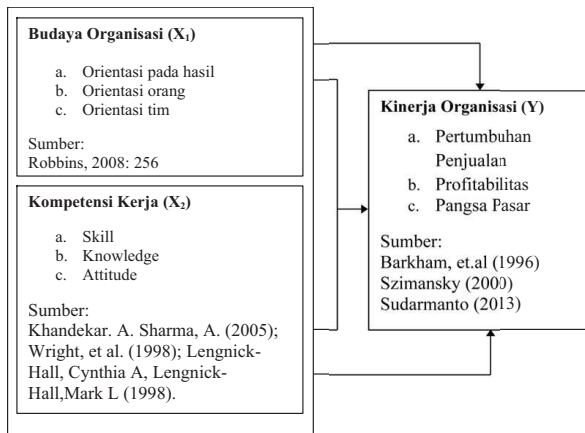 Budaya Organisasi (X₁)
a. Orientasi pada hasil
b. Orientasi orang
c. Orientasi tim
Sumber:
Robbins, 2008: 256
Kompetensi Kerja (X₂)
a. Skill
b. Knowledge
c. Attitude
Sumber:
Khandekar. A. Sharma, A. (2005);
Wright, et al. (1998); Lengnick-
Hall, Cynthia A, Lengnick-
Hall,Mark L (1998).
Kinerja Organisasi (Y)
a. Pertumbuhan
Penjualan
b. Profitabilitas
c. Pangsa Pasar
Sumber:
Barkham, et.al (1996)
Szimansky (2000)
Sudarmanto (2013)